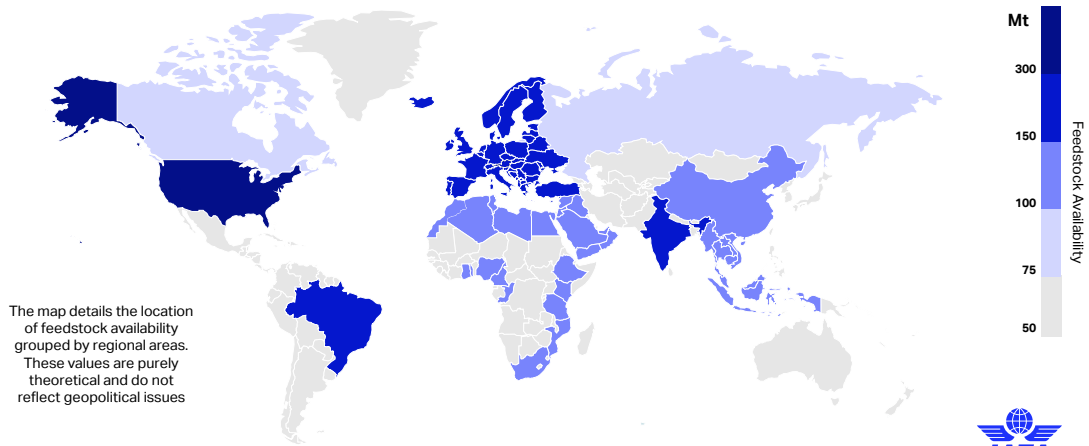 Mt
300
150
100
75
50
Feedstock Availability
The map details the location
of feedstock availability
grouped by regional areas.
These values are purely
theoretical and do not
reflect geopolitical issues